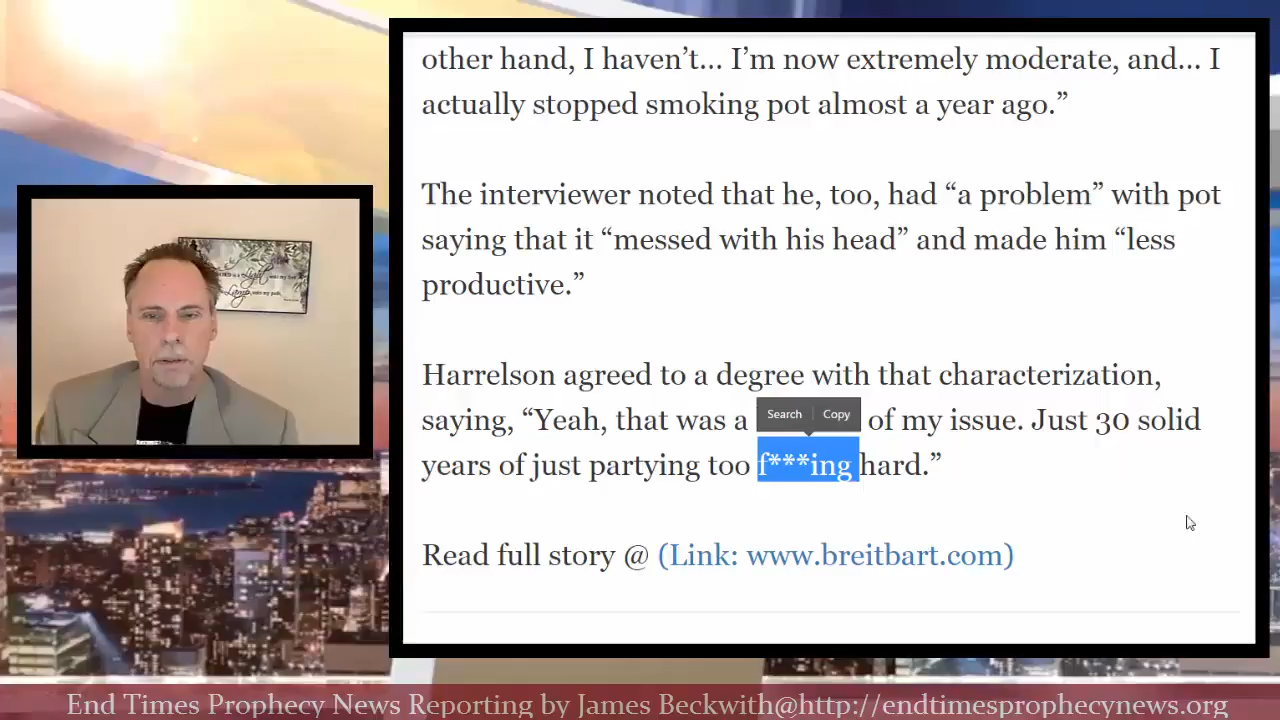 other hand, I haven’t… I’m now extremely moderate, and… I
actually stopped smoking pot almost a year ago.”
The interviewer noted that he, too, had “a problem” with pot
saying that it “messed with his head” and made him “less
productive.”
Harrelson agreed to a degree with that characterization,
saying, “Yeah, that was a
Search Copy
of my issue. Just 30 solid
years of just partying too f***ing hard.”
Read full story @ (Link: www.breitbart.com)
Light
Lamp
End Times Prophecy News Reporting by James Beckwith@http://endtimesprophecynews.org